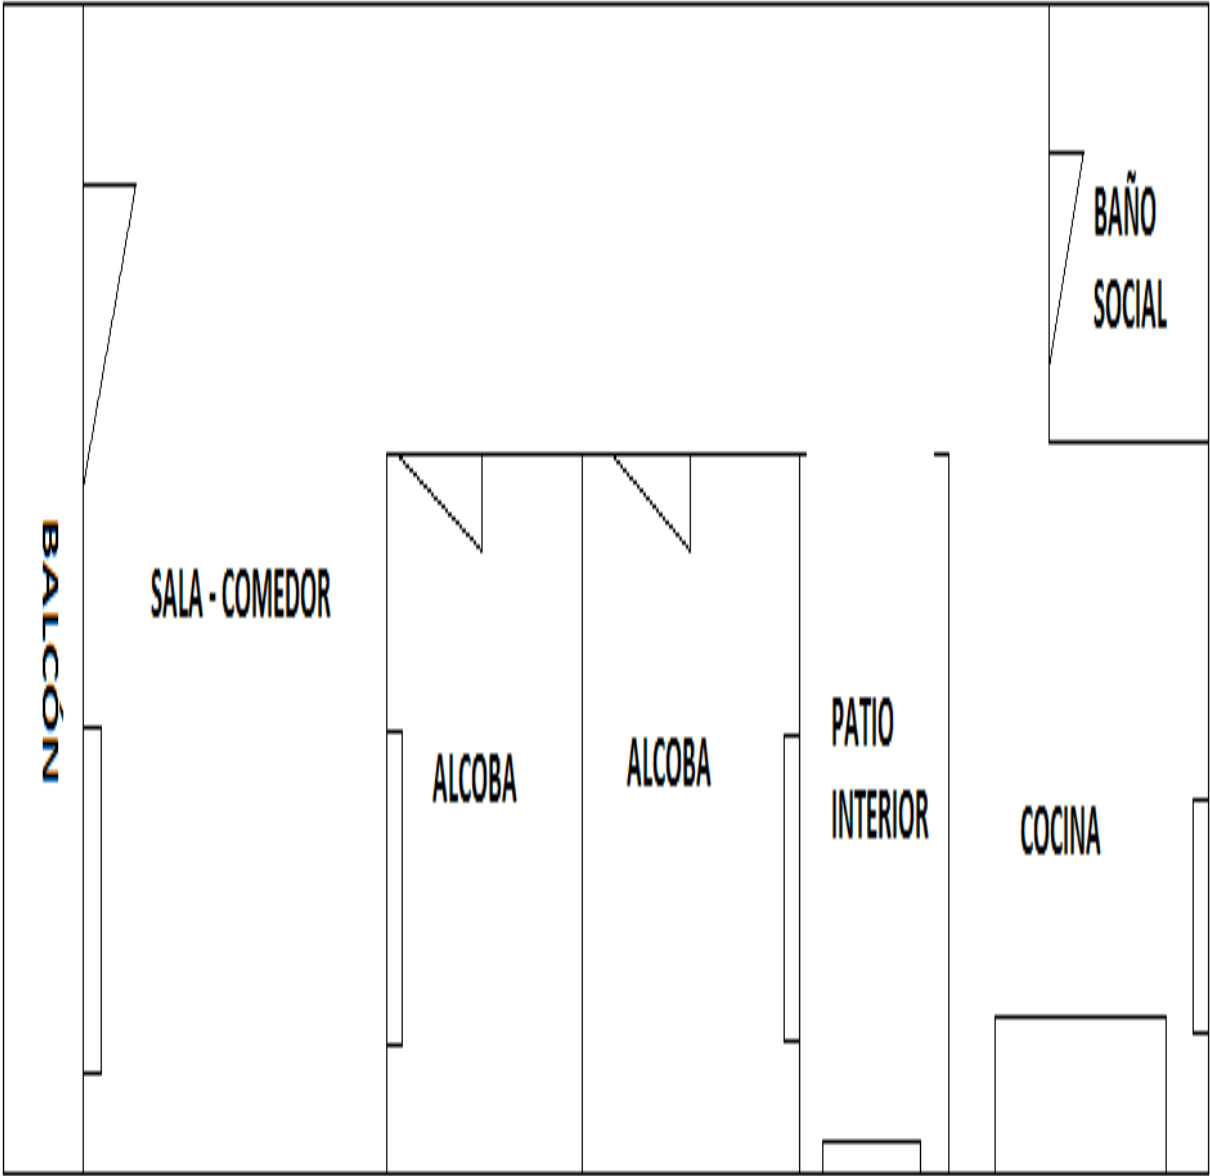 BAÑO
SOCIAL
BALCÓN
SALA - COMEDOR
ALCOBA
ALCOBA
PATIO
INTERIOR
COCINA